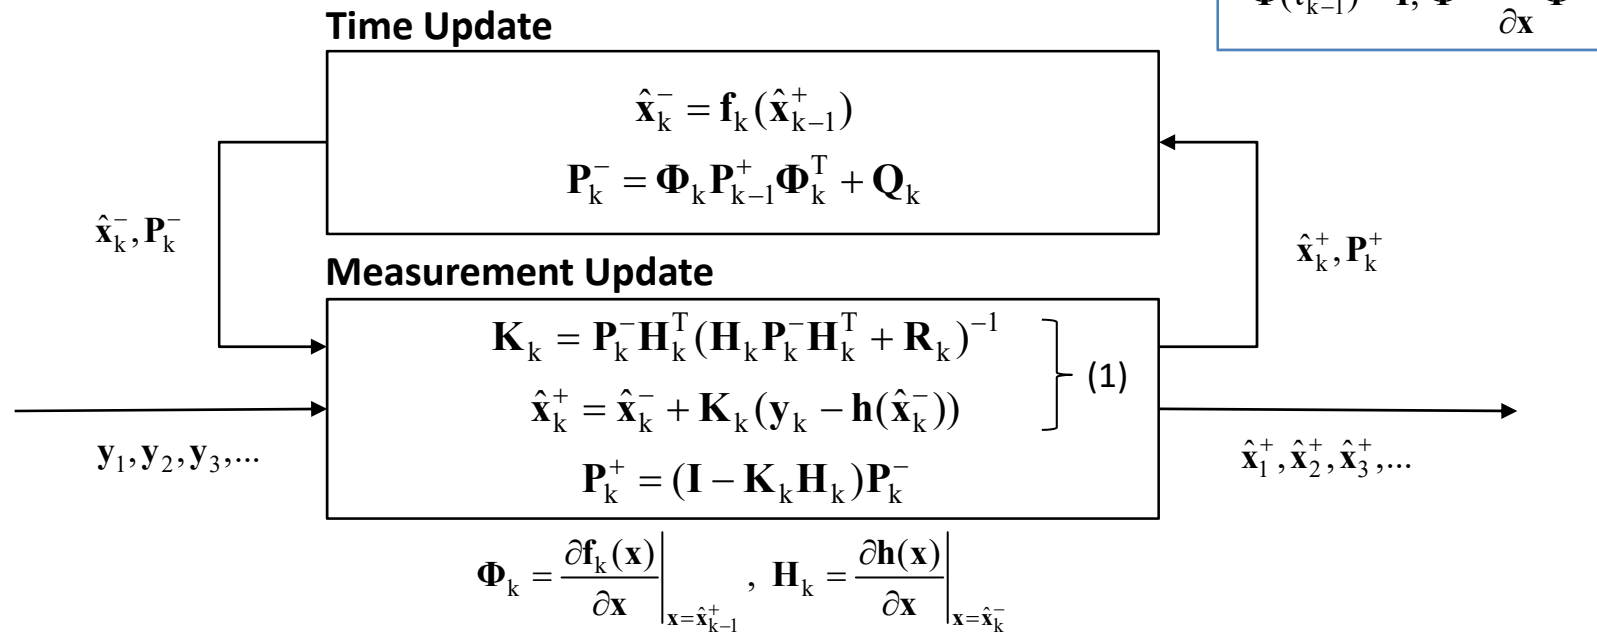 ∂x
Time Update
x̂ₖ⁻ = fₖ(x̂ₖ₋₁⁺)
Pₖ⁻ = ΦₖPₖ₋₁⁺Φₖᵀ + Qₖ
x̂ₖ⁻, Pₖ⁻
x̂ₖ⁺, Pₖ⁺
Measurement Update
Kₖ = Pₖ⁻Hₖᵀ(HₖPₖ⁻Hₖᵀ + Rₖ)⁻¹
x̂ₖ⁺ = x̂ₖ⁻ + Kₖ(yₖ − h(x̂ₖ⁻))
(1)
Pₖ⁺ = (I − KₖHₖ)Pₖ⁻
y₁, y₂, y₃,...
x̂₁⁺, x̂₂⁺, x̂₃⁺,...
Φₖ = ∂fₖ(x)/∂x |ₓ₌x̂ₖ₋₁⁺ , Hₖ = ∂h(x)/∂x |ₓ₌x̂ₖ⁻